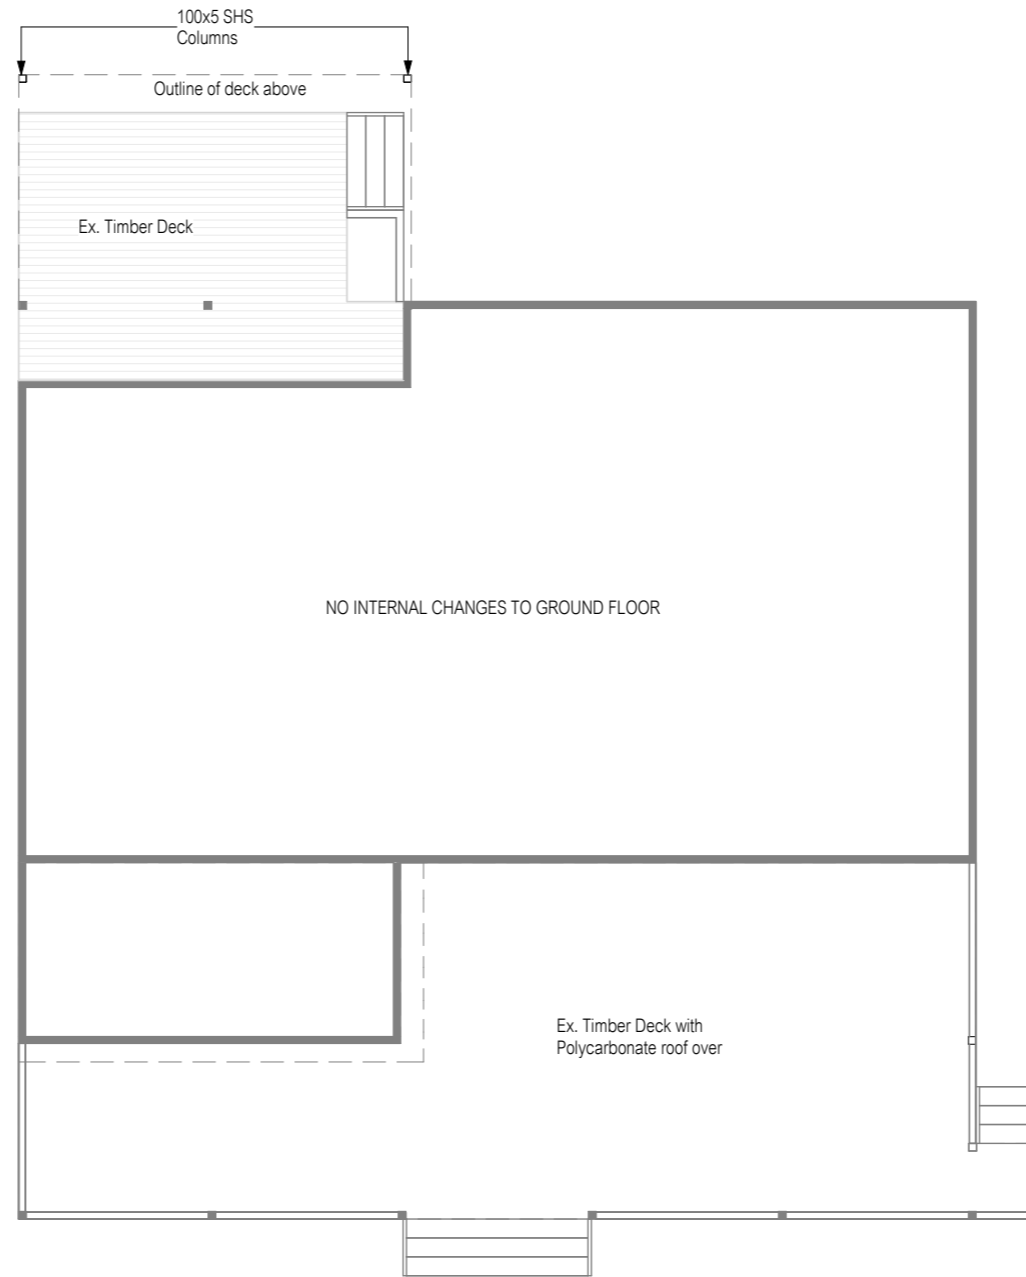 100x5 SHS
Columns
Outline of deck above
Ex. Timber Deck
NO INTERNAL CHANGES TO GROUND FLOOR
Ex. Timber Deck with
Polycarbonate roof over